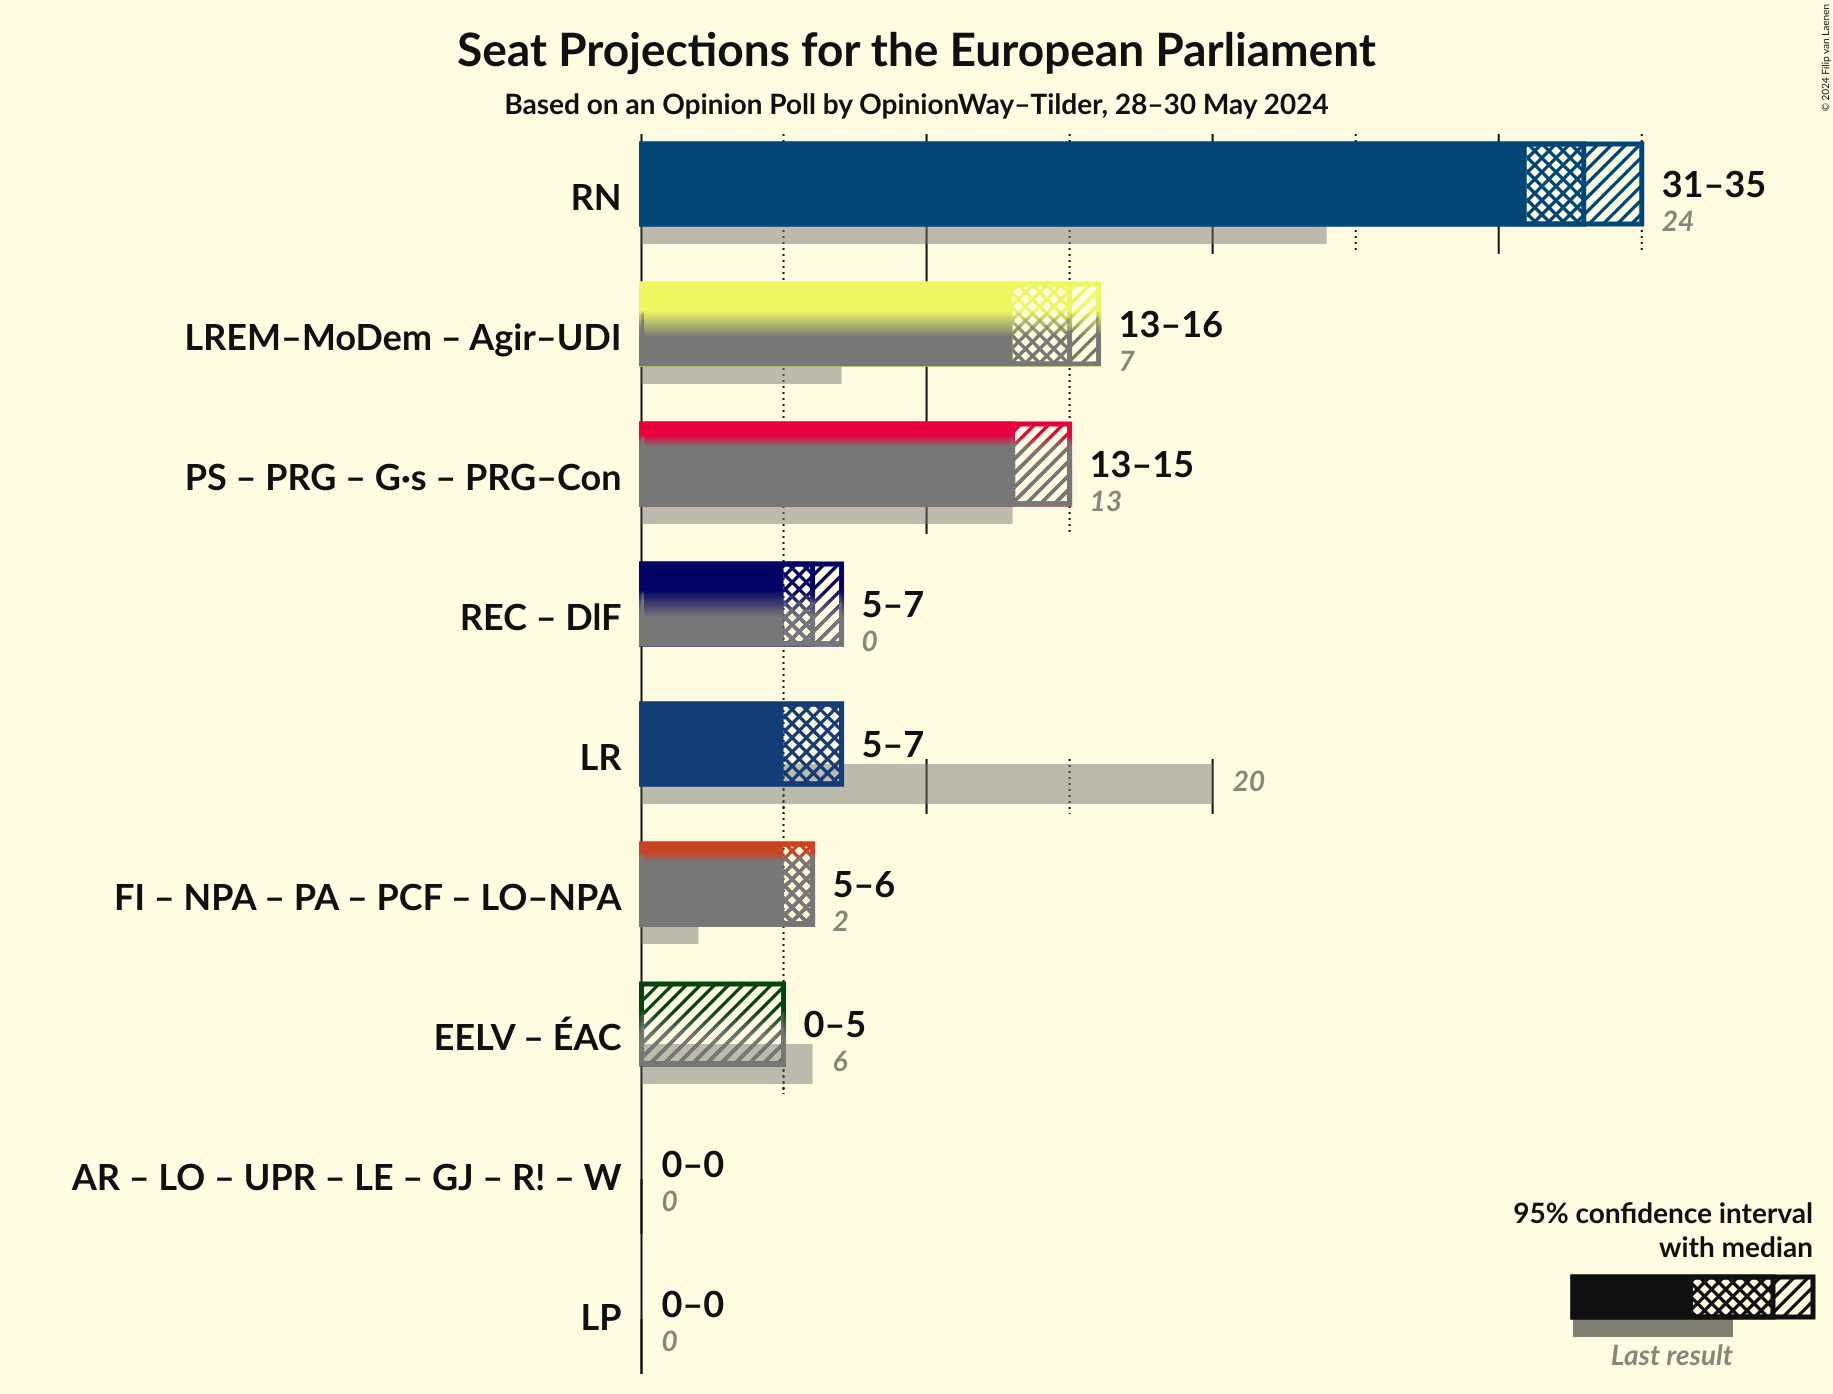 Seat Projections for the European Parliament
Based on an Opinion Poll by OpinionWay–Tilder, 28–30 May 2024
© 2024 Filip van Laenen
RN
31–35
24
LREM–MoDem – Agir–UDI
13–16
7
PS – PRG – G·s – PRG–Con
13–15
13
REC – DlF
5–7
0
LR
5–7
20
FI – NPA – PA – PCF – LO–NPA
5–6
2
EELV – ÉAC
0–5
6
AR – LO – UPR – LE – GJ – R! – W
0–0
0
LP
0–0
0
95% confidence interval
with median
Last result